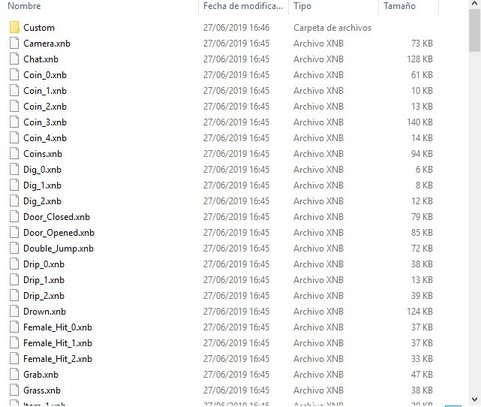 Nombre Fecha de modifica... Tipo Tamaño
Custom 27/06/2019 16:46 Carpeta de archivos
Camera.xnb 27/06/2019 16:45 Archivo XNB 73 KB
Chat.xnb 27/06/2019 16:45 Archivo XNB 128 KB
Coin_0.xnb 27/06/2019 16:45 Archivo XNB 61 KB
Coin_1.xnb 27/06/2019 16:45 Archivo XNB 10 KB
Coin_2.xnb 27/06/2019 16:45 Archivo XNB 13 KB
Coin_3.xnb 27/06/2019 16:45 Archivo XNB 140 KB
Coin_4.xnb 27/06/2019 16:45 Archivo XNB 14 KB
Coins.xnb 27/06/2019 16:45 Archivo XNB 94 KB
Dig_0.xnb 27/06/2019 16:45 Archivo XNB 6 KB
Dig_1.xnb 27/06/2019 16:45 Archivo XNB 8 KB
Dig_2.xnb 27/06/2019 16:45 Archivo XNB 12 KB
Door_Closed.xnb 27/06/2019 16:45 Archivo XNB 79 KB
Door_Opened.xnb 27/06/2019 16:45 Archivo XNB 85 KB
Double_Jump.xnb 27/06/2019 16:45 Archivo XNB 72 KB
Drip_0.xnb 27/06/2019 16:45 Archivo XNB 38 KB
Drip_1.xnb 27/06/2019 16:45 Archivo XNB 13 KB
Drip_2.xnb 27/06/2019 16:45 Archivo XNB 39 KB
Drown.xnb 27/06/2019 16:45 Archivo XNB 124 KB
Female_Hit_0.xnb 27/06/2019 16:45 Archivo XNB 37 KB
Female_Hit_1.xnb 27/06/2019 16:45 Archivo XNB 37 KB
Female_Hit_2.xnb 27/06/2019 16:45 Archivo XNB 33 KB
Grab.xnb 27/06/2019 16:45 Archivo XNB 47 KB
Grass.xnb 27/06/2019 16:45 Archivo XNB 38 KB